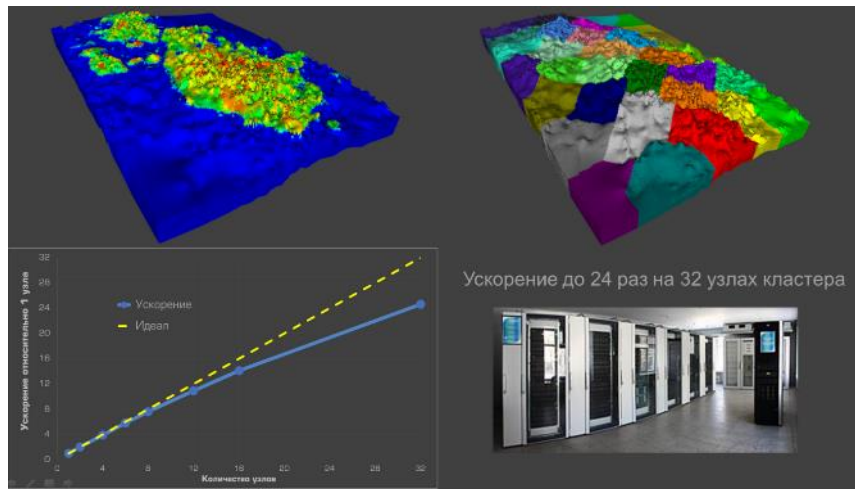 32
28
24
20
16
12
8
4
0
Ускорение относительно 1 узла
Ускорение
Идеал
0 4 8 12 16 20 24 28 32
Количество узлов
Ускорение до 24 раз на 32 узлах кластера